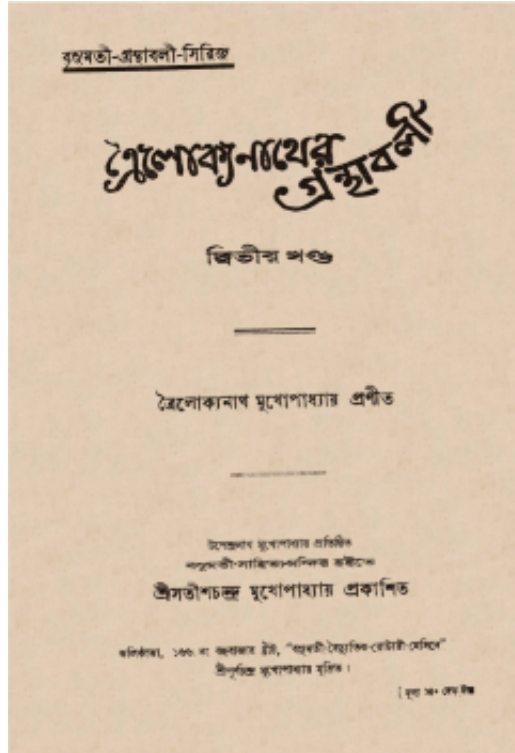 বসুমতী-গ্রন্থাবলী-সিরিজ
ত্রৈলোক্যনাথের
গ্রন্থাবলী
দ্বিতীয় খণ্ড
ত্রৈলোক্যনাথ মুখোপাধ্যায় প্রণীত
উপেন্দ্রনাথ মুখোপাধ্যায় প্রতিষ্ঠিত
বসুমতী-সাহিত্য-মন্দির হইতে
শ্রীসতীশচন্দ্র মুখোপাধ্যায় প্রকাশিত
কলিকাতা, ১৬৬ নং বহুবাজার ষ্ট্রীট, "বসুমতী-বৈদ্যুতিক-রোটারী-মেসিনে"
শ্রীপূর্ণচন্দ্র মুখোপাধ্যায় মুদ্রিত।
[ মূল্য